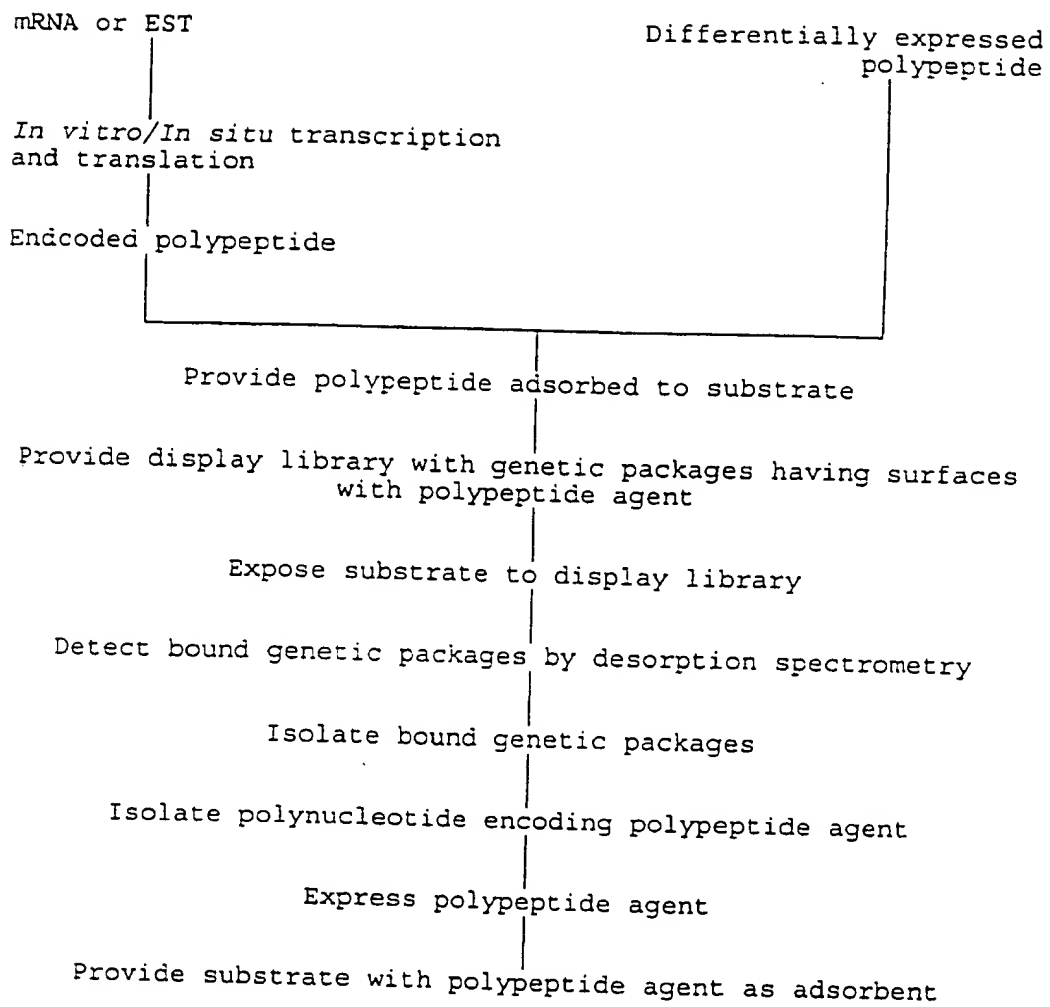 mRNA or EST
Differentially expressed
polypeptide
In vitro/In situ transcription
and translation
Endcoded polypeptide
Provide polypeptide adsorbed to substrate
Provide display library with genetic packages having surfaces
with polypeptide agent
Expose substrate to display library
Detect bound genetic packages by desorption spectrometry
Isolate bound genetic packages
Isolate polynucleotide encoding polypeptide agent
Express polypeptide agent
Provide substrate with polypeptide agent as adsorbent